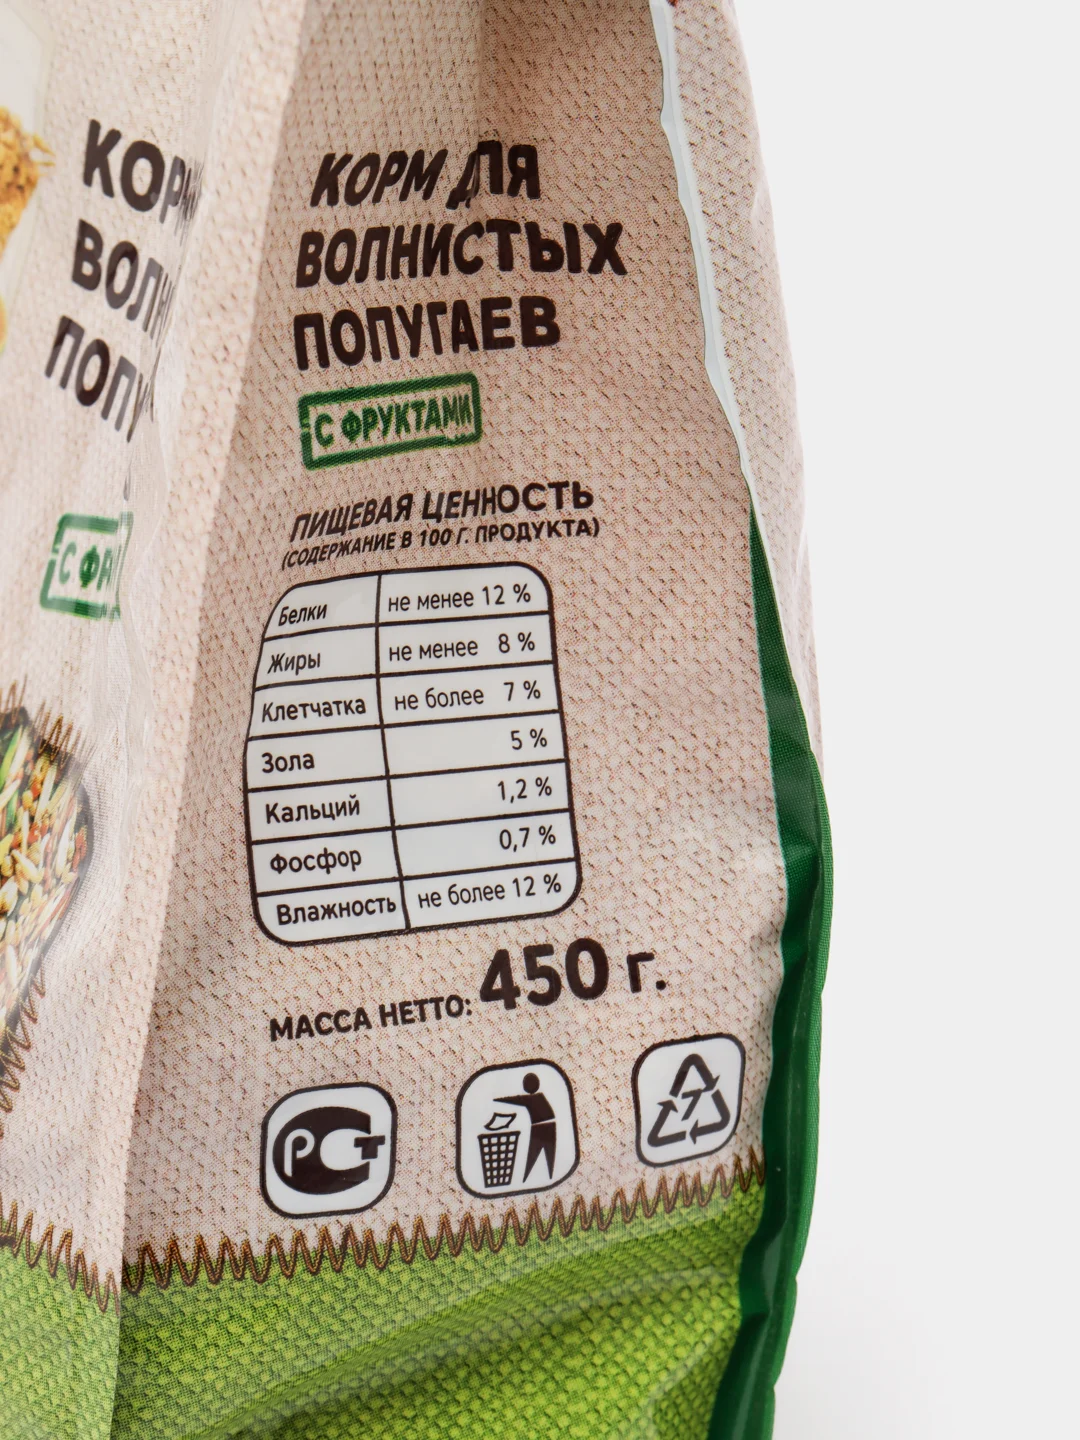 КОРМ ДЛЯ
ВОЛНИСТЫХ
ПОПУГАЕВ
С ФРУКТАМИ
ПИЩЕВАЯ ЦЕННОСТЬ
(СОДЕРЖАНИЕ В 100 Г. ПРОДУКТА)
Белки не менее 12 %
Жиры не менее 8 %
Клетчатка не более 7 %
Зола 5 %
Кальций 1,2 %
Фосфор 0,7 %
Влажность не более 12 %
МАССА НЕТТО: 450 г.
РСТ
7